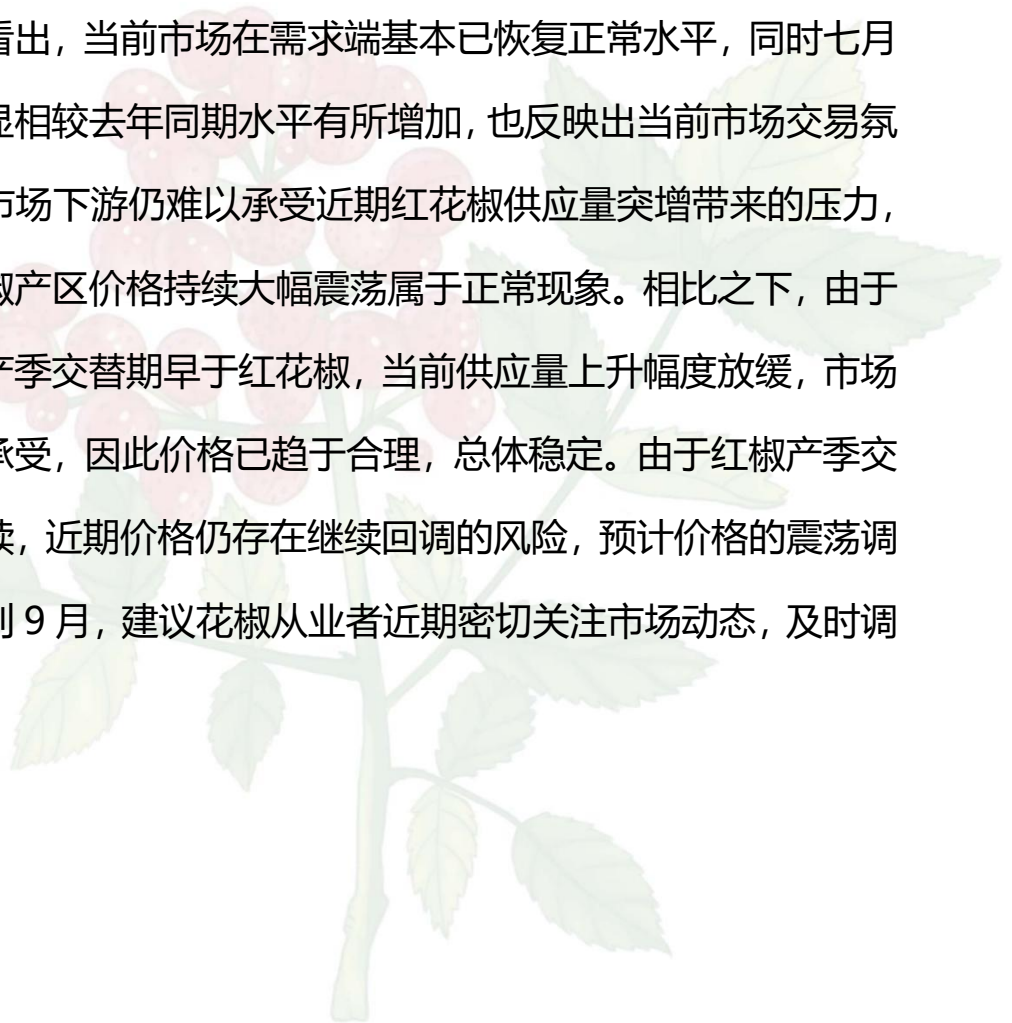 看出，当前市场在需求端基本已恢复正常水平，同时七月
显相较去年同期水平有所增加，也反映出当前市场交易氛
市场下游仍难以承受近期红花椒供应量突增带来的压力，
椒产区价格持续大幅震荡属于正常现象。相比之下，由于
产季交替期早于红花椒，当前供应量上升幅度放缓，市场
承受，因此价格已趋于合理，总体稳定。由于红椒产季交
续，近期价格仍存在继续回调的风险，预计价格的震荡调
到 9 月，建议花椒从业者近期密切关注市场动态，及时调